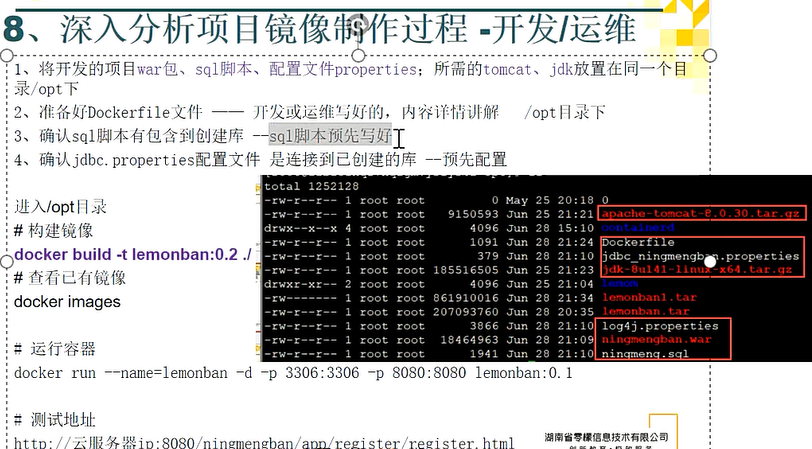 8、深入分析项目镜像制作过程 -开发/运维
1、将开发的项目war包、sql脚本、配置文件properties；所需的tomcat、jdk放置在同一个目
录/opt下
2、准备好Dockerfile文件 —— 开发或运维写好的，内容详情讲解 /opt目录下
3、确认sql脚本有包含到创建库 --sql脚本预先写好
4、确认jdbc.properties配置文件 是连接到已创建的库 --预先配置
进入/opt目录
# 构建镜像
docker build -t lemonban:0.2 ./
# 查看已有镜像
docker images
# 运行容器
docker run --name=lemonban -d -p 3306:3306 -p 8080:8080 lemonban:0.1
# 测试地址
http://云服务器ip:8080/ningmengban/app/register/register.html
total 1252128
-rw-r--r-- 1 root root 0 May 25 20:18 0
-rw-r--r-- 1 root root 9150593 Jun 25 21:21 apache-tomcat-8.0.30.tar.gz
drwx--x--x 4 root root 4096 Jun 28 15:10 containerd
-rw-r--r-- 1 root root 1091 Jun 28 21:24 Dockerfile
-rw-r--r-- 1 root root 379 Jun 28 21:10 jdbc_ningmengban.properties
-rw-r--r-- 1 root root 185516505 Jun 25 21:23 jdk-8u141-linux-x64.tar.gz
drwxr-xr-- 2 root root 4096 Jun 25 21:04 lemon
-rw------- 1 root root 861910016 Jun 28 21:34 lemonban1.tar
-rw-r--r-- 1 root root 207093760 Jun 28 20:35 lemonban.tar
-rw-r--r-- 1 root root 3866 Jun 28 21:10 log4j.properties
-rw-r--r-- 1 root root 18464963 Jun 28 21:09 ningmengban.war
-rw-r--r-- 1 root root 1941 Jun 28 21:10 ningmeng.sql
湖南省零檬信息技术有限公司